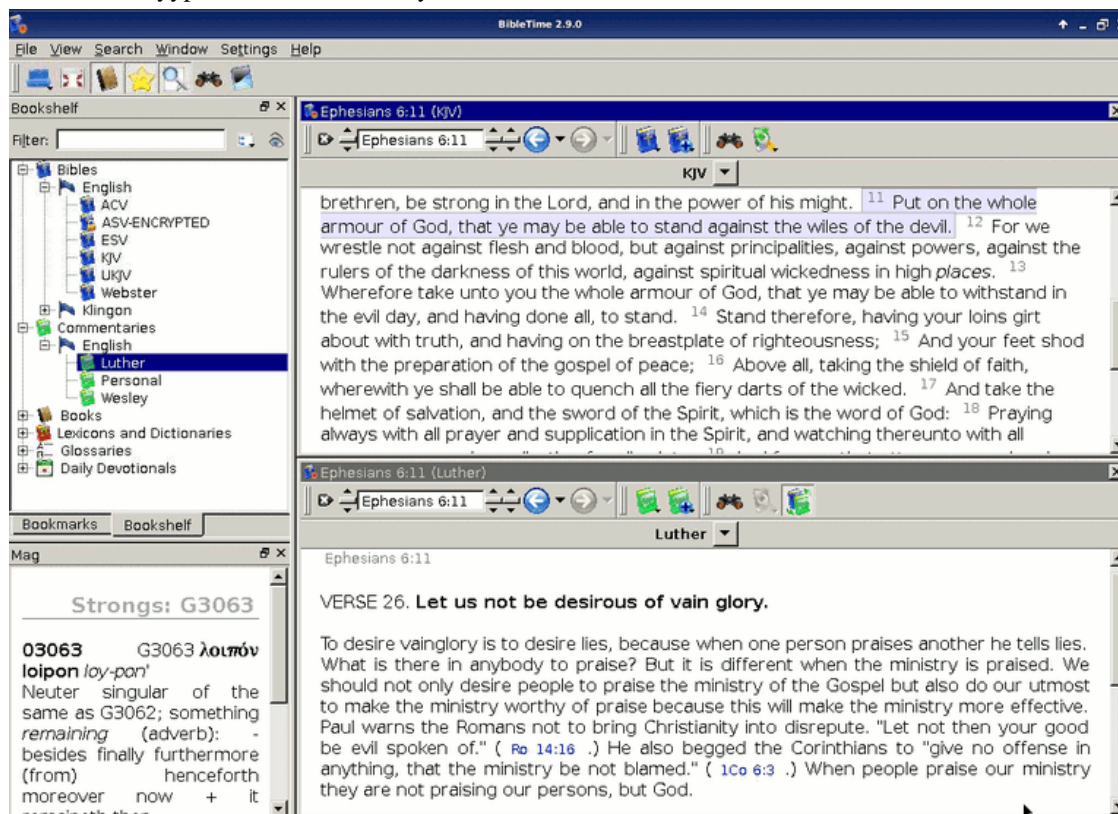 BibleTime 2.9.0
File View Search Window Settings Help
Bookshelf
Filter:
Bibles
English
ACV
ASV-ENCRYPTED
ESV
KJV
UKJV
Webster
Klingon
Commentaries
English
Luther
Personal
Wesley
Books
Lexicons and Dictionaries
Glossaries
Daily Devotionals
Bookmarks Bookshelf
Mag
Strongs: G3063
03063 G3063 λοιπόν
loipon loy-pon'
Neuter singular of the
same as G3062; something
remaining (adverb): -
besides finally furthermore
(from) henceforth
moreover now + it
Ephesians 6:11 (KJV)
Ephesians 6:11
KJV
brethren, be strong in the Lord, and in the power of his might. 11 Put on the whole
armour of God, that ye may be able to stand against the wiles of the devil. 12 For we
wrestle not against flesh and blood, but against principalities, against powers, against the
rulers of the darkness of this world, against spiritual wickedness in high places. 13
Wherefore take unto you the whole armour of God, that ye may be able to withstand in
the evil day, and having done all, to stand. 14 Stand therefore, having your loins girt
about with truth, and having on the breastplate of righteousness; 15 And your feet shod
with the preparation of the gospel of peace; 16 Above all, taking the shield of faith,
wherewith ye shall be able to quench all the fiery darts of the wicked. 17 And take the
helmet of salvation, and the sword of the Spirit, which is the word of God: 18 Praying
always with all prayer and supplication in the Spirit, and watching thereunto with all
Ephesians 6:11 (Luther)
Ephesians 6:11
Luther
Ephesians 6:11
VERSE 26. Let us not be desirous of vain glory.
To desire vainglory is to desire lies, because when one person praises another he tells lies.
What is there in anybody to praise? But it is different when the ministry is praised. We
should not only desire people to praise the ministry of the Gospel but also do our utmost
to make the ministry worthy of praise because this will make the ministry more effective.
Paul warns the Romans not to bring Christianity into disrepute. "Let not then your good
be evil spoken of." ( Ro 14:16 .) He also begged the Corinthians to "give no offense in
anything, that the ministry be not blamed." ( 1Co 6:3 .) When people praise our ministry
they are not praising our persons, but God.